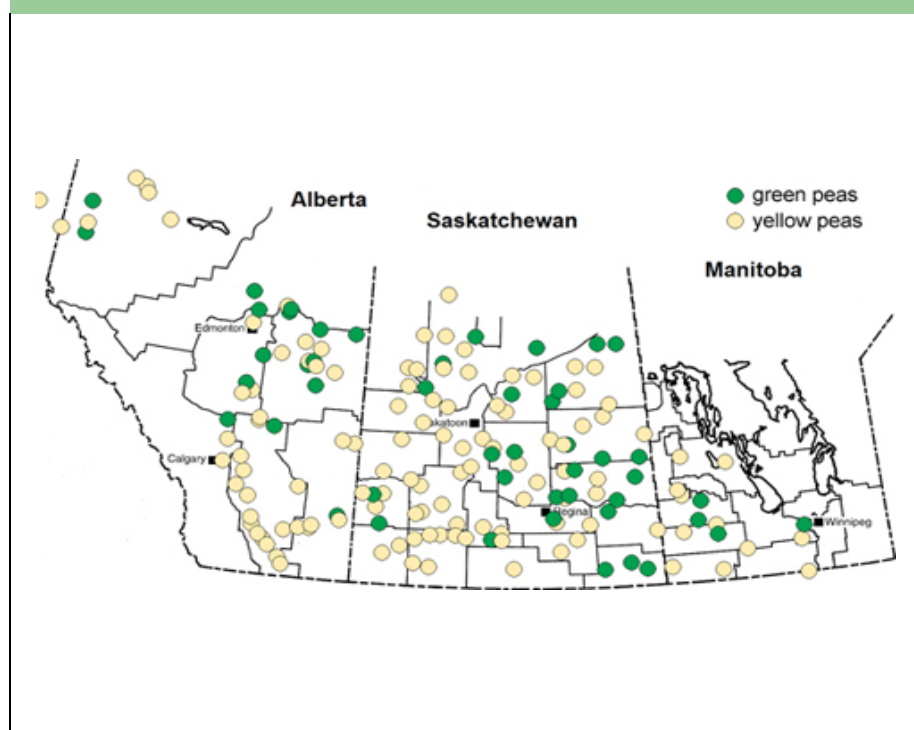 Alberta
green peas
yellow peas
Saskatchewan
Manitoba
Edmonton
Calgary
Regina
Winnipeg